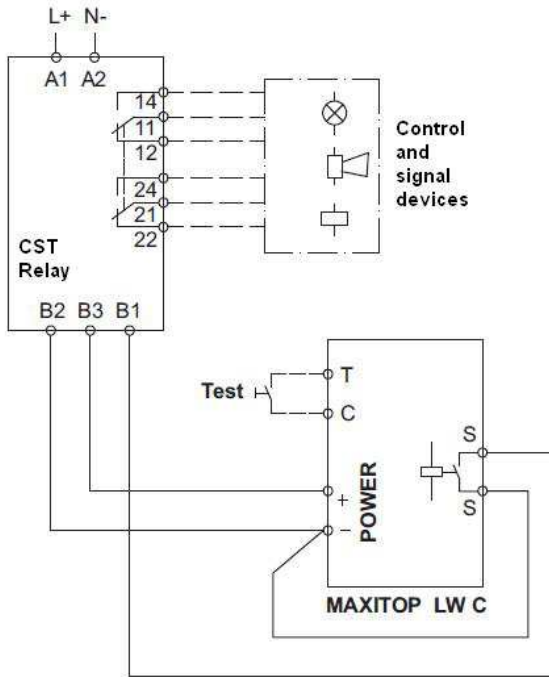 L+ N-
A1 A2
14
11
12
24
21
22
CST
Relay
B2 B3 B1
Control
and
signal
devices
Test
T
C
S
S
+
−
POWER
MAXITOP LW C